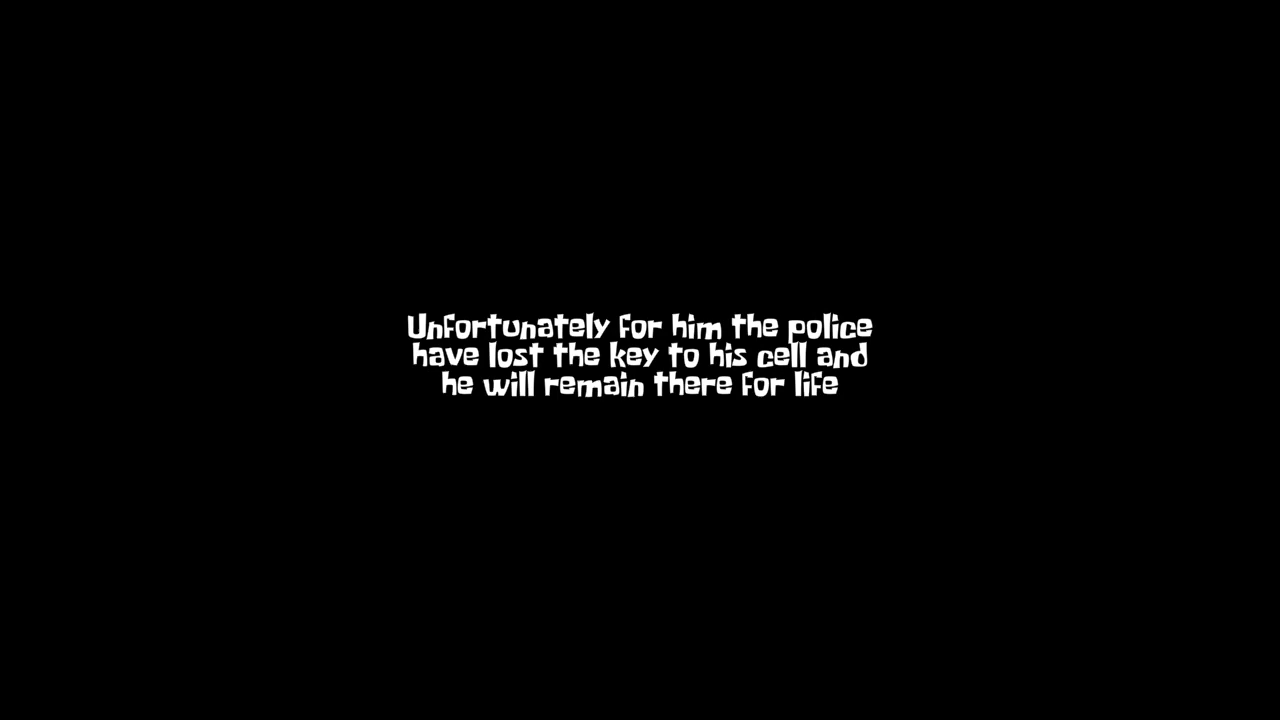 Unfortunately for him the police
have lost the key to his cell and
he will remain there for life